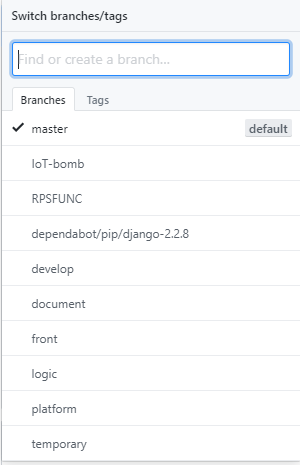 Switch branches/tags
Find or create a branch...
Branches Tags
master default
IoT-bomb
RPSFUNC
dependabot/pip/django-2.2.8
develop
document
front
logic
platform
temporary